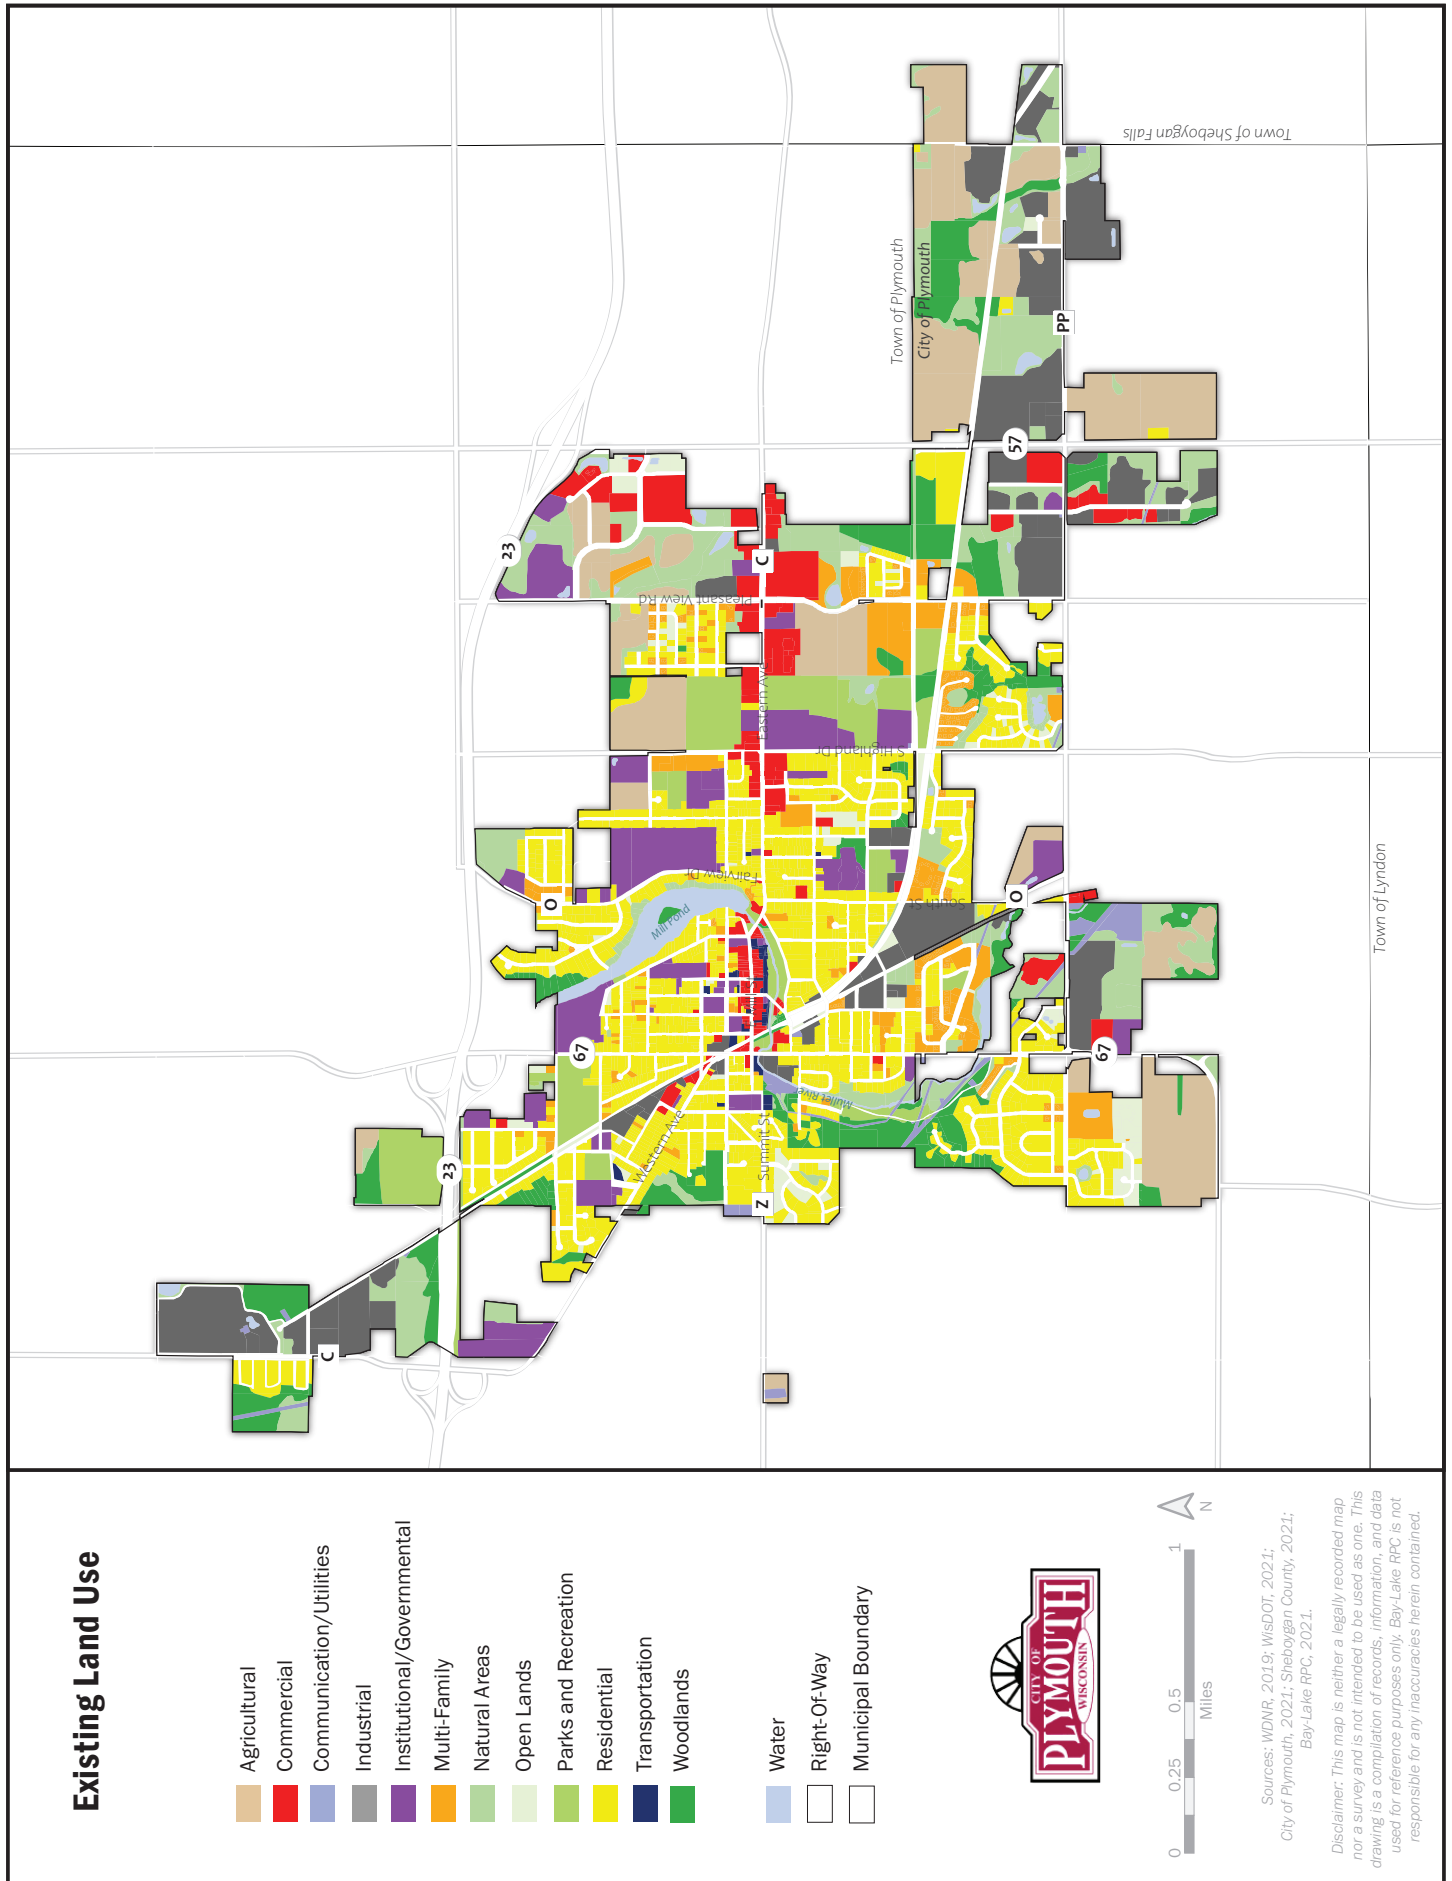 Existing Land Use
Agricultural
Commercial
Communication/Utilities
Industrial
Institutional/Governmental
Multi-Family
Natural Areas
Open Lands
Parks and Recreation
Residential
Transportation
Woodlands
Water
Right-Of-Way
Municipal Boundary
CITY OF
PLYMOUTH
WISCONSIN
0 0.25 0.5 1
Miles
N
Sources: WDNR, 2019; WisDOT, 2021;
City of Plymouth, 2021; Sheboygan County, 2021;
Bay-Lake RPC, 2021.
Disclaimer: This map is neither a legally recorded map
nor a survey and is not intended to be used as one. This
drawing is a compilation of records, information, and data
used for reference purposes only. Bay-Lake RPC is not
responsible for any inaccuracies herein contained.
C
23
67
O
23
Western Ave
Mill Pond
Fairview Dr
Pleasant View Rd
Z
Summit St
E Mill St
Eastern Ave
C
Mullet River
S Highland Dr
South St
Town of Plymouth
City of Plymouth
O
57
PP
67
Town of Sheboygan Falls
Town of Lyndon